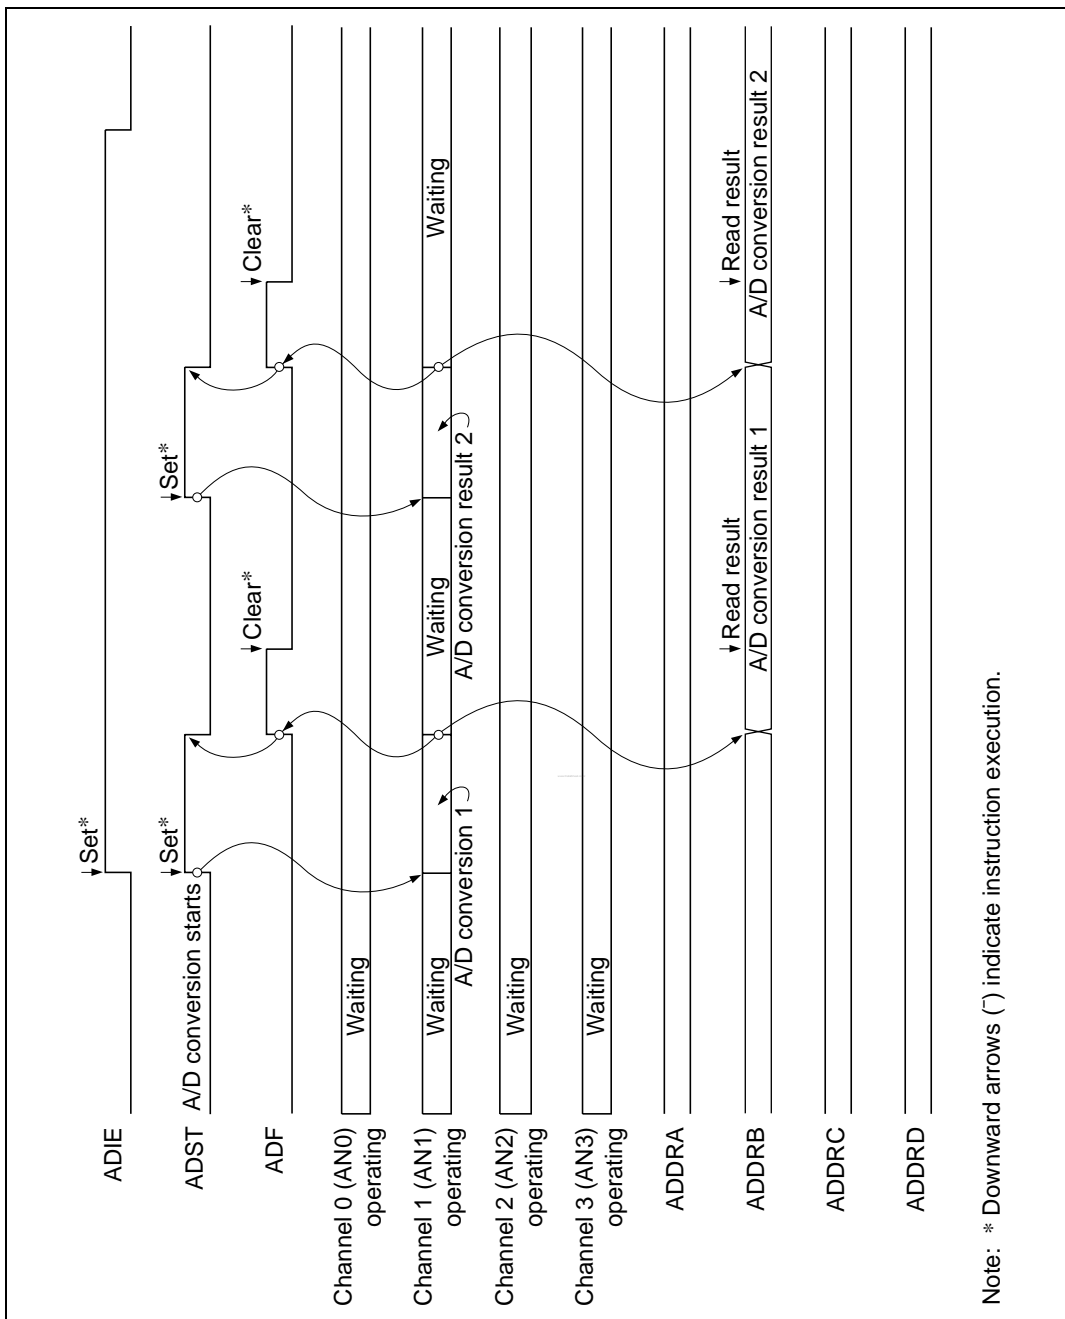 ADIE
Set*
ADST
A/D conversion starts
Set*
Set*
ADF
Clear*
Clear*
Channel 0 (AN0)
operating
Waiting
Channel 1 (AN1)
operating
Waiting
A/D conversion 1
Waiting
A/D conversion result 2
Waiting
Channel 2 (AN2)
operating
Waiting
Channel 3 (AN3)
operating
Waiting
ADDRA
ADDRB
Read result
A/D conversion result 1
Read result
A/D conversion result 2
ADDRC
ADDRD
Note: * Downward arrows (¯) indicate instruction execution.